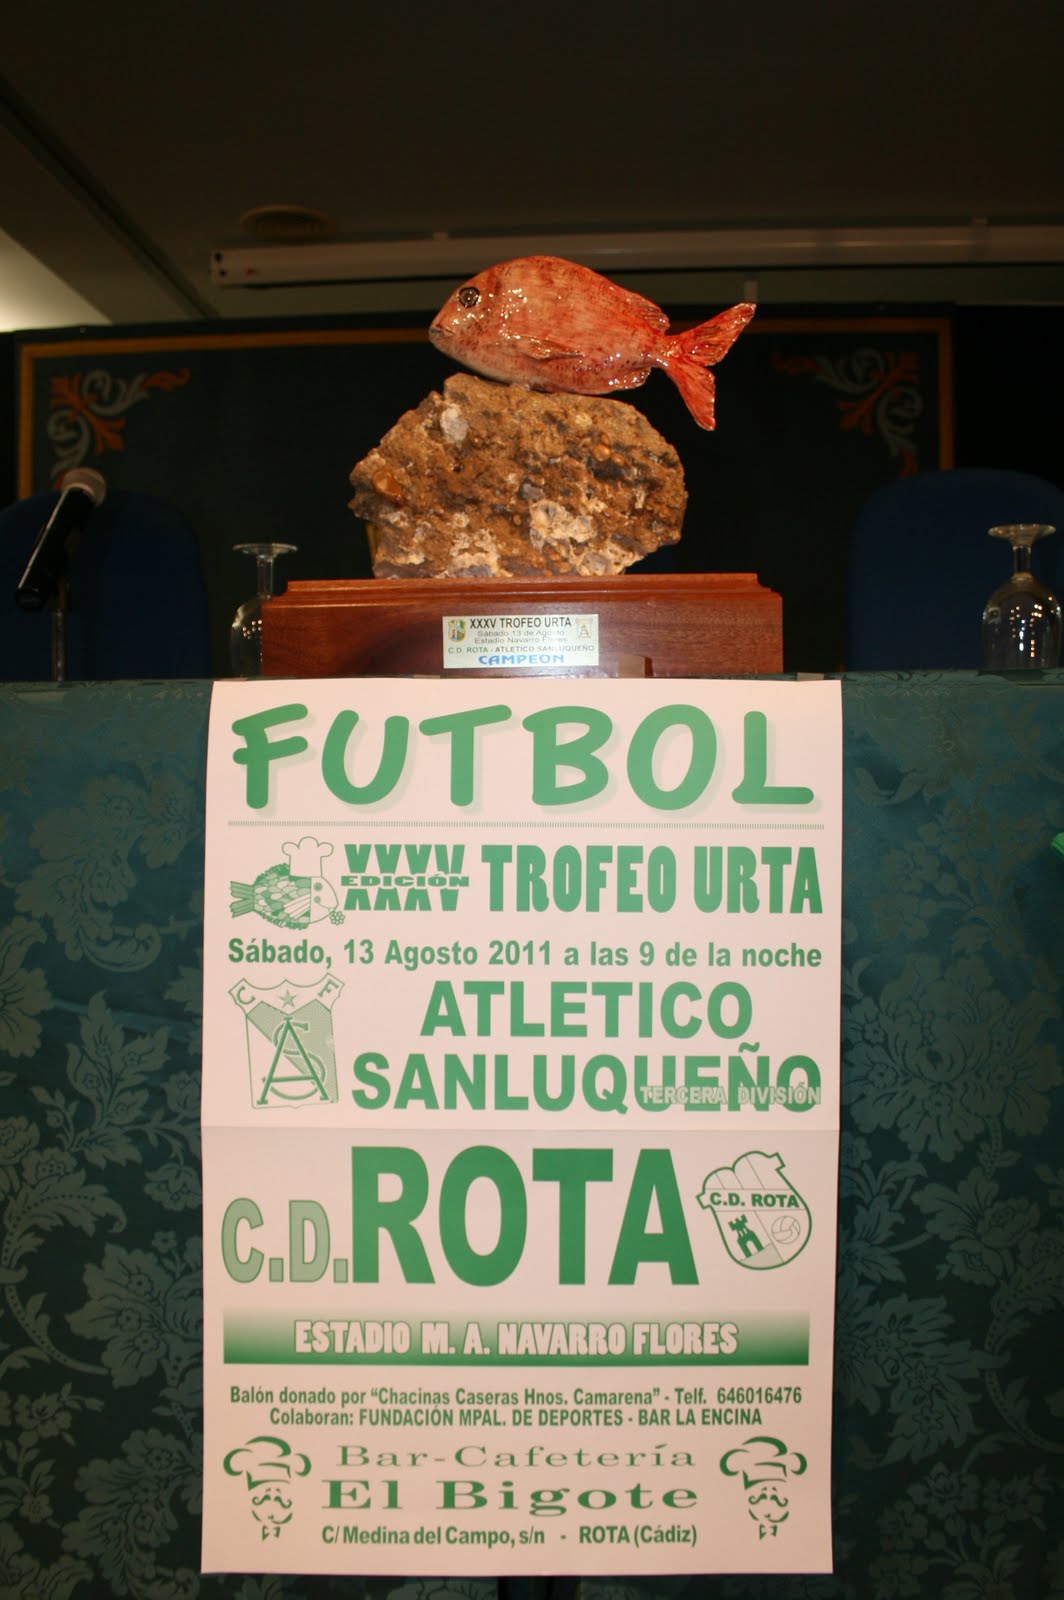 XXXV TROFEO URTA
Sábado 13 de Agosto
Estadio Navarro Flores
C.D. ROTA - ATLETICO SANLUQUEÑO
CAMPEON
FUTBOL
XXXV EDICIÓN TROFEO URTA
Sábado, 13 Agosto 2011 a las 9 de la noche
C F
ATLETICO
SANLUQUEÑO
TERCERA DIVISIÓN
C.D. ROTA
C.D. ROTA
ESTADIO M. A. NAVARRO FLORES
Balón donado por “Chacinas Caseras Hnos. Camarena” - Telf. 646016476
Colaboran: FUNDACIÓN MPAL. DE DEPORTES - BAR LA ENCINA
Bar-Cafetería
El Bigote
C/ Medina del Campo, s/n - ROTA (Cádiz)